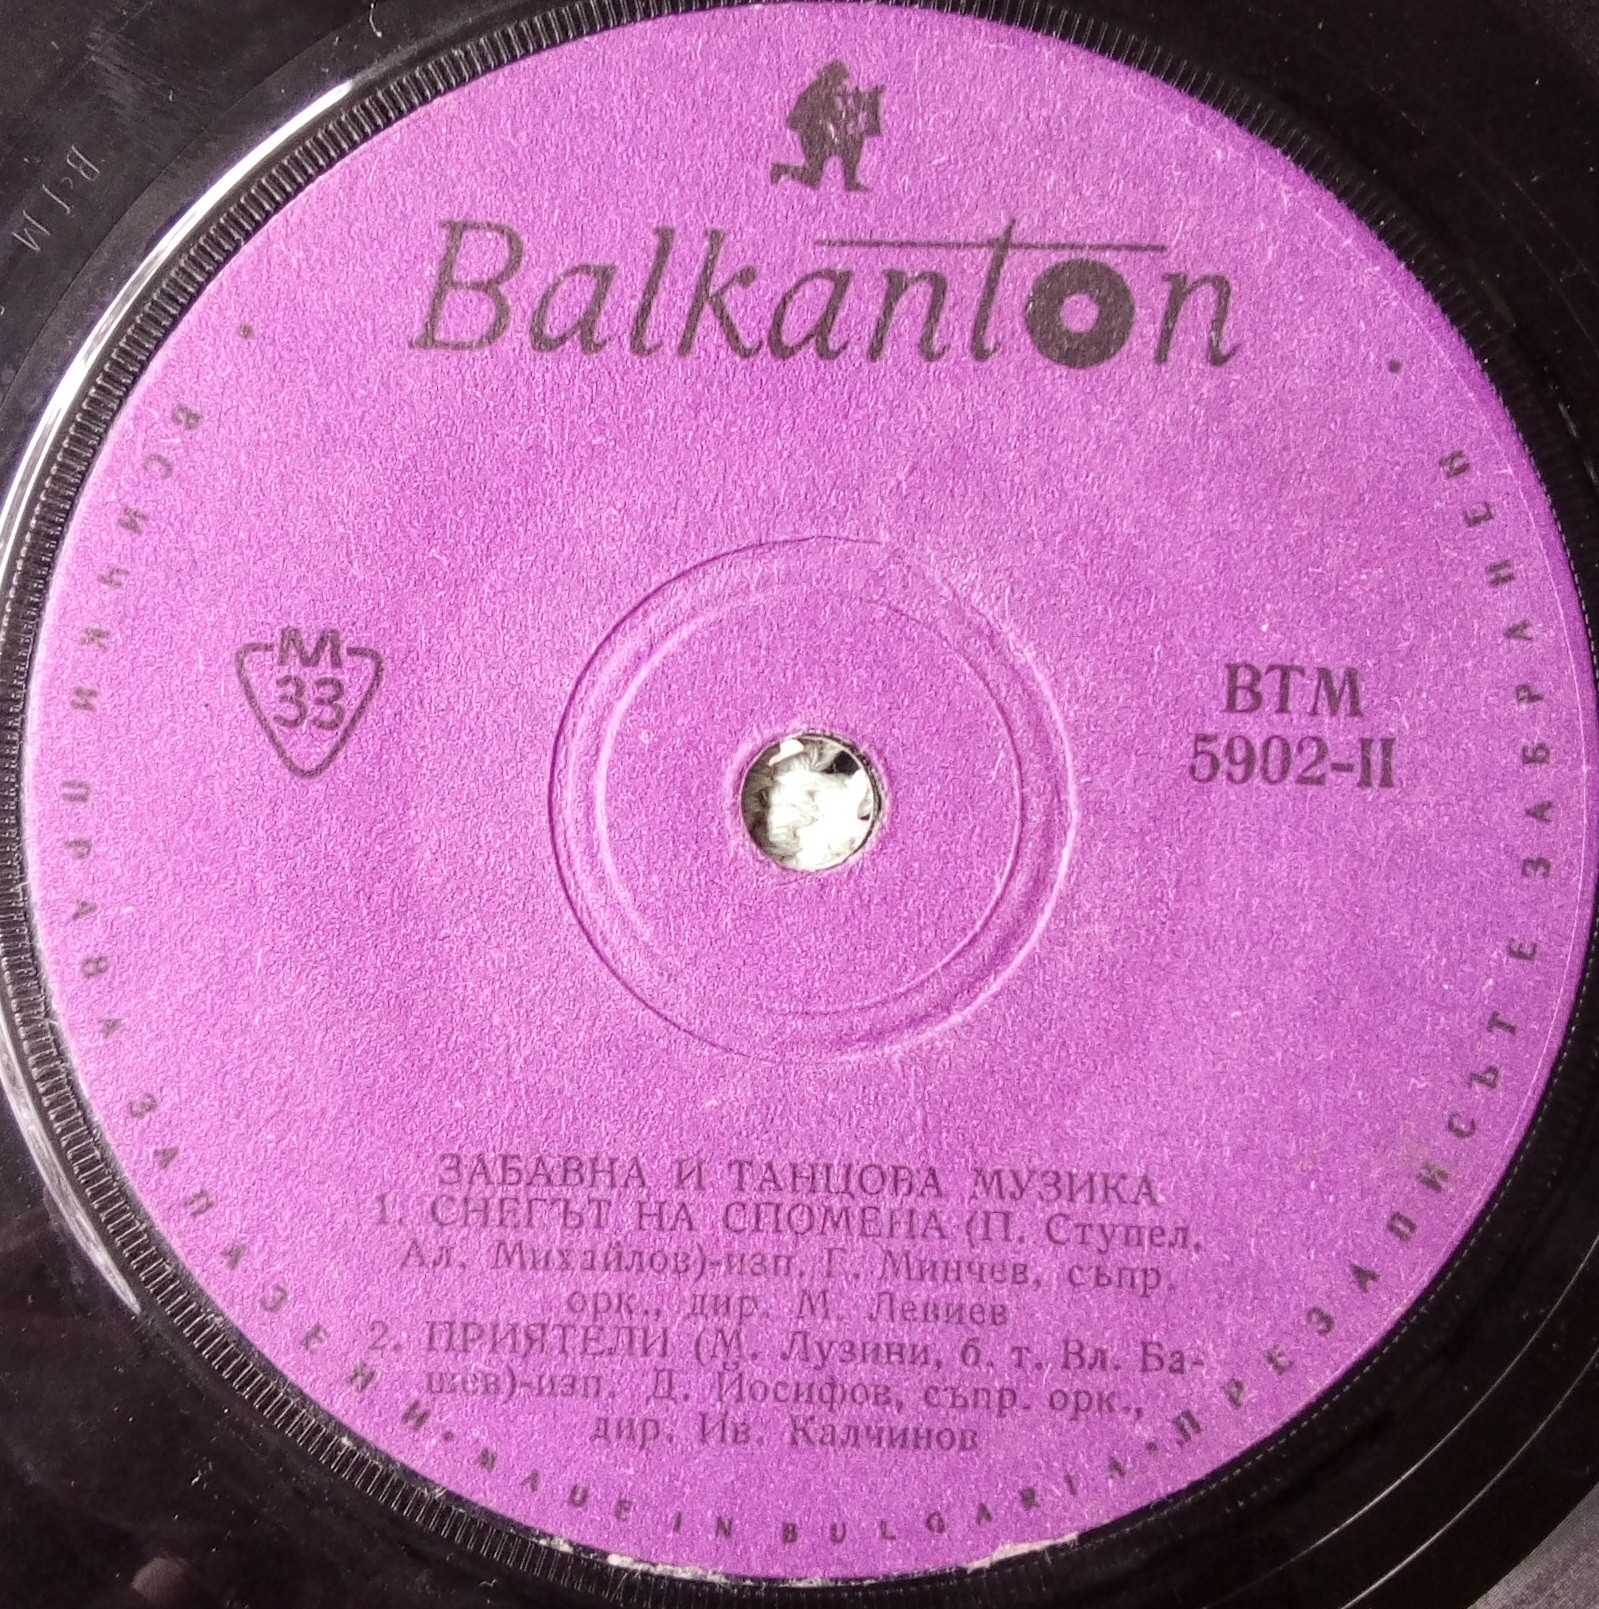 Balkanton
M
33
ВТМ
5902-II
ЗАБАВНА И ТАНЦОВА МУЗИКА
1. СНЕГЪТ НА СПОМЕНА (П. Ступел,
Ал. Михайлов)-изп. Г. Минчев, съпр.
орк., дир. М. Левиев
2. ПРИЯТЕЛИ (М. Лузини, б. т. Вл. Ба-
шев)-изп. Д. Йосифов, съпр. орк.,
дир. Ив. Калчинов
• ВСИЧКИ ПРАВА ЗАПАЗЕНИ • MADE IN BULGARIA • ПРЕЗАПИСЪТ Е ЗАБРАНЕН •